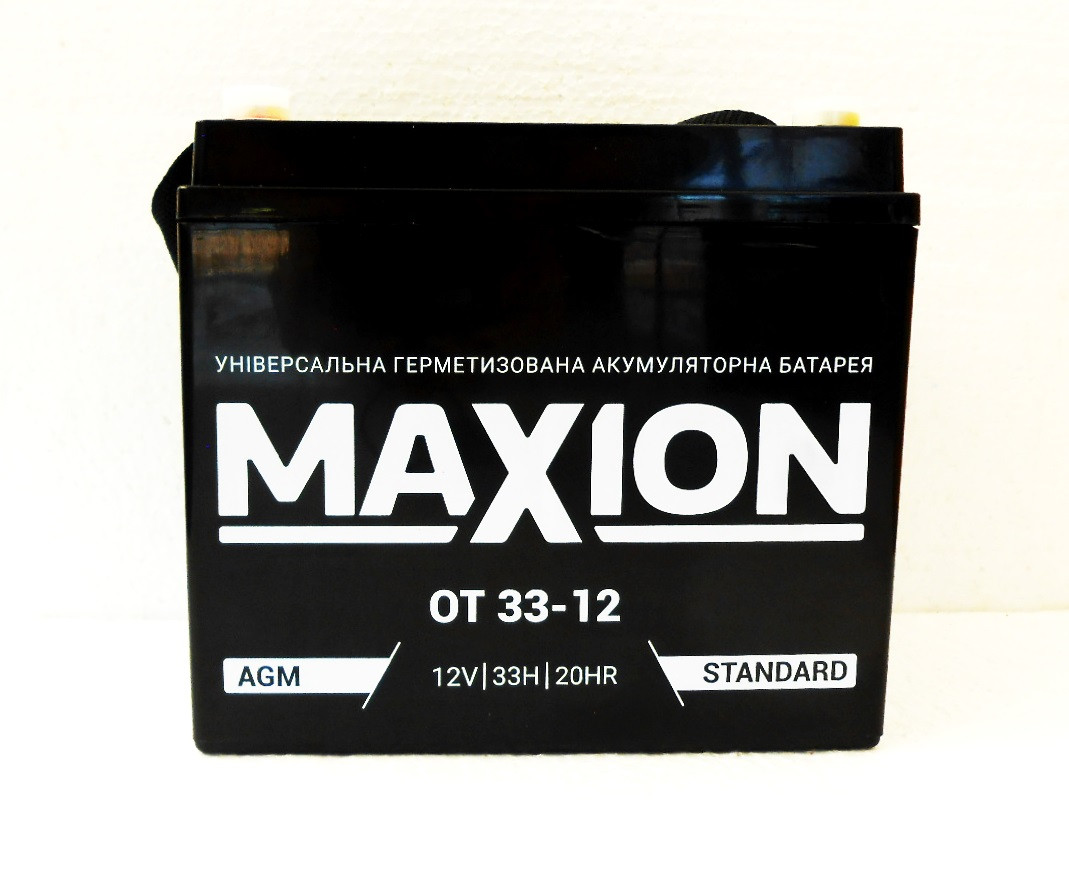 УНІВЕРСАЛЬНА ГЕРМЕТИЗОВАНА АКУМУЛЯТОРНА БАТАРЕЯ
MAXION
OT 33-12
AGM 12V|33H|20HR STANDARD